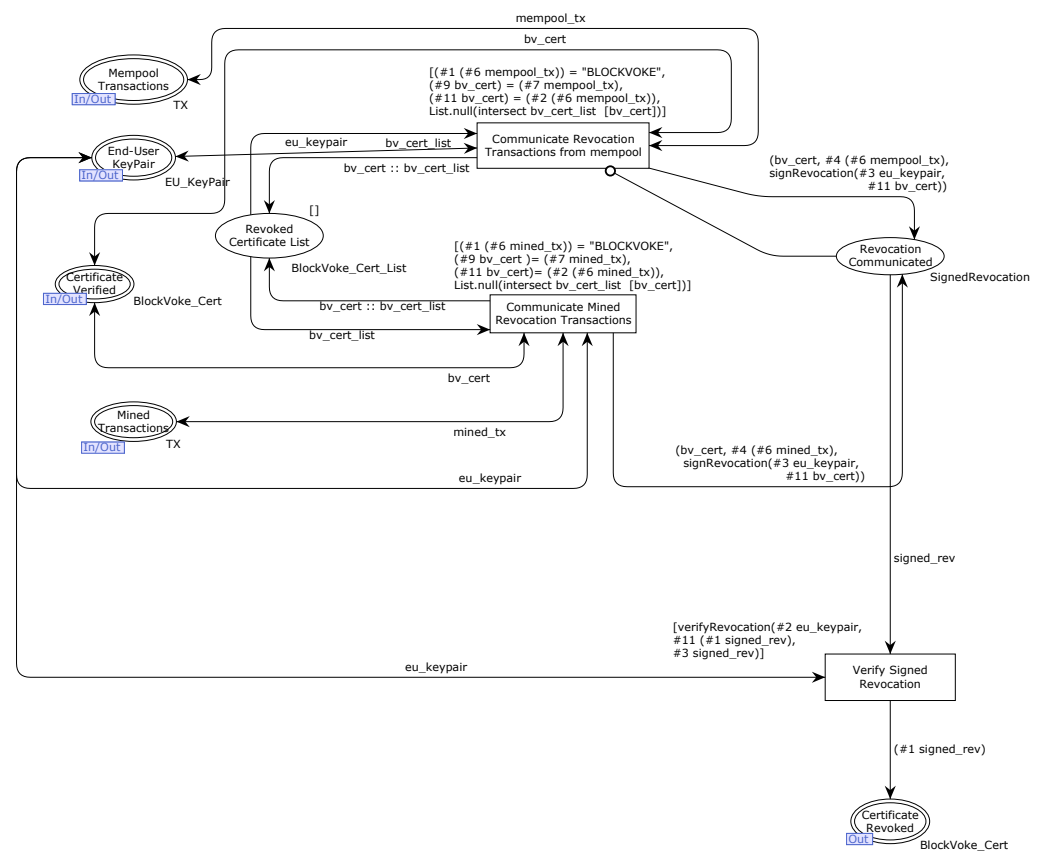 mempool_tx
bv_cert
Mempool
Transactions
In/Out
TX
[(#1 (#6 mempool_tx)) = "BLOCKVOKE",
(#9 bv_cert) = (#7 mempool_tx),
(#11 bv_cert) = (#2 (#6 mempool_tx)),
List.null(intersect bv_cert_list  [bv_cert])]
End-User
KeyPair
In/Out
EU_KeyPair
eu_keypair
bv_cert_list
bv_cert :: bv_cert_list
Communicate Revocation
Transactions from mempool
(bv_cert, #4 (#6 mempool_tx),
signRevocation(#3 eu_keypair,
#11 bv_cert))
[]
Revoked
Certificate List
BlockVoke_Cert_List
[(#1 (#6 mined_tx)) = "BLOCKVOKE",
(#9 bv_cert )= (#7 mined_tx),
(#11 bv_cert)= (#2 (#6 mined_tx)),
List.null(intersect bv_cert_list  [bv_cert])]
Revocation
Communicated
SignedRevocation
Certificate
Verified
In/Out
BlockVoke_Cert
bv_cert :: bv_cert_list
Communicate Mined
Revocation Transactions
bv_cert_list
bv_cert
Mined
Transactions
In/Out
TX
mined_tx
(bv_cert, #4 (#6 mined_tx),
signRevocation(#3 eu_keypair,
#11 bv_cert))
eu_keypair
signed_rev
[verifyRevocation(#2 eu_keypair,
#11 (#1 signed_rev),
#3 signed_rev)]
eu_keypair
Verify Signed
Revocation
(#1 signed_rev)
Certificate
Revoked
Out
BlockVoke_Cert